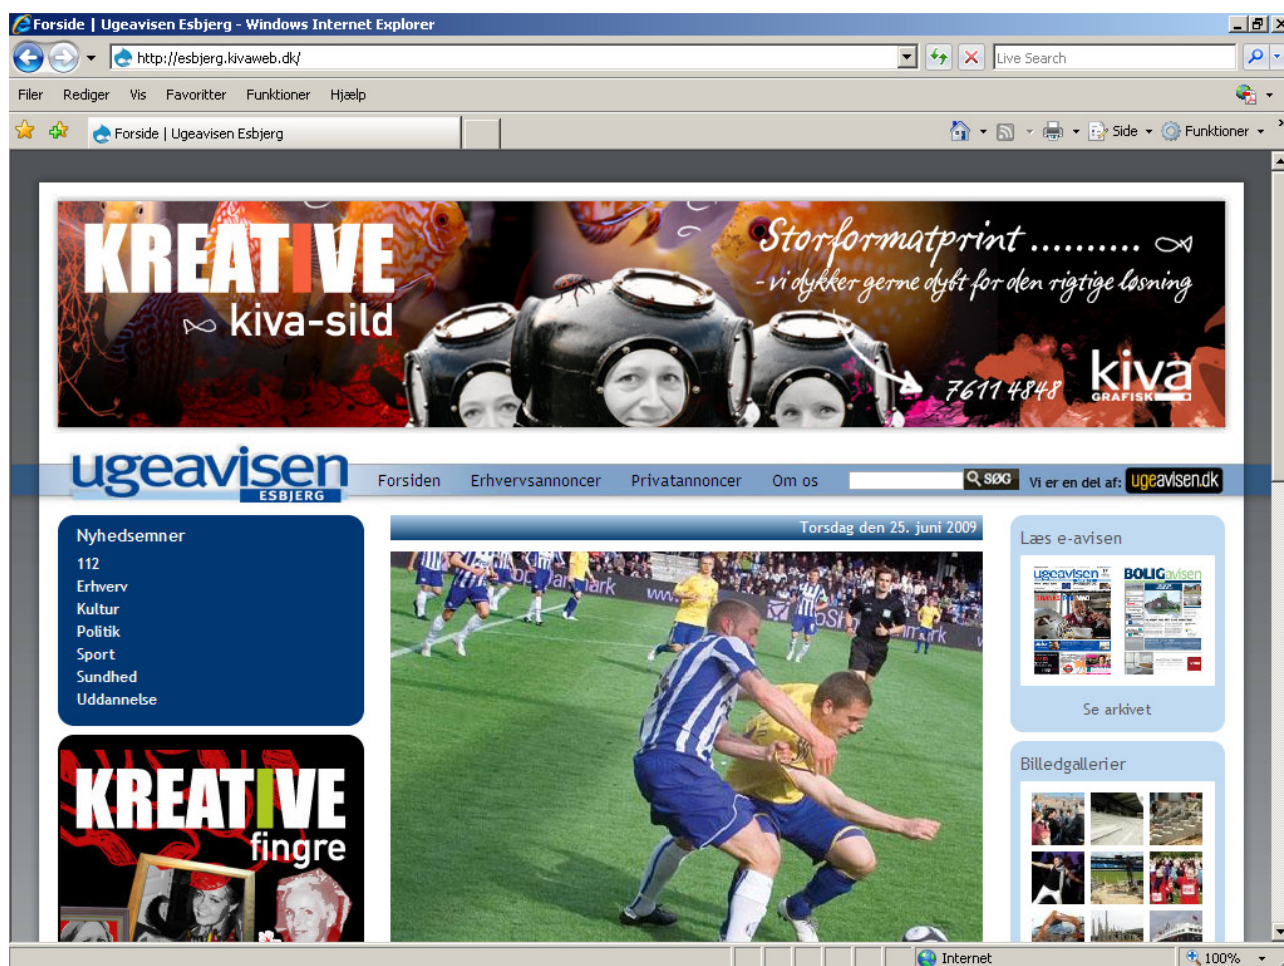 Forside | Ugeavisen Esbjerg - Windows Internet Explorer
http://esbjerg.kivaweb.dk/
Live Search
Filer Rediger Vis Favoritter Funktioner Hjælp
Forside | Ugeavisen Esbjerg
Side Funktioner
KREATIVE
kiva-sild
Storformatprint ..........
- vi dykker gerne dybt for den rigtige løsning
7611 4848
kiva
GRAFISK
ugeavisen
ESBJERG
Forsiden Erhvervsannoncer Privatannoncer Om os
SØG
Vi er en del af: ugeavisen.dk
Nyhedsemner
112
Erhverv
Kultur
Politik
Sport
Sundhed
Uddannelse
KREATIVE
fingre
Torsdag den 25. juni 2009
Læs e-avisen
ugeavisen
BOLIGavisen
Se arkivet
Billedgallerier
Internet
100%